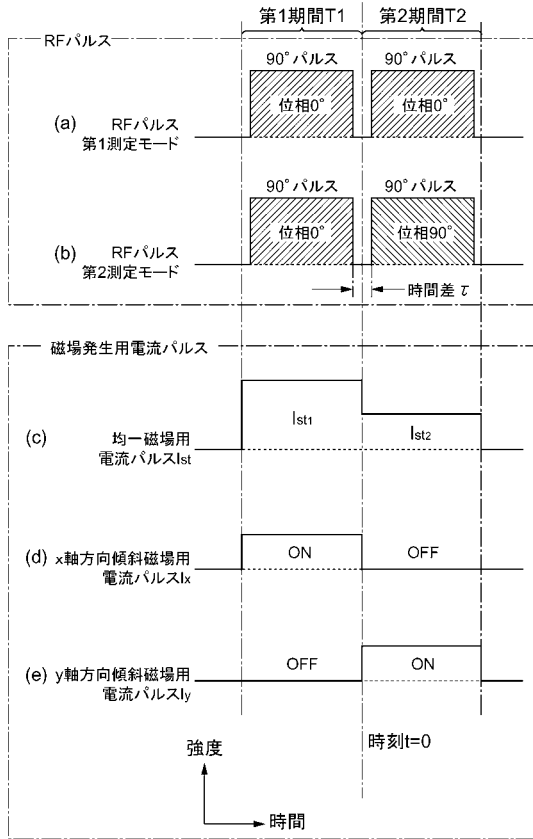 第1期間T1 第2期間T2
RFパルス
90°パルス 90°パルス
位相0° 位相0°
(a) RFパルス
第1測定モード
90°パルス 90°パルス
位相0° 位相90°
(b) RFパルス
第2測定モード
時間差τ
磁場発生用電流パルス
(c) 均一磁場用
電流パルスIst
Ist1
Ist2
(d) x軸方向傾斜磁場用
電流パルスIx
ON OFF
(e) y軸方向傾斜磁場用
電流パルスIy
OFF ON
時刻t=0
強度
時間